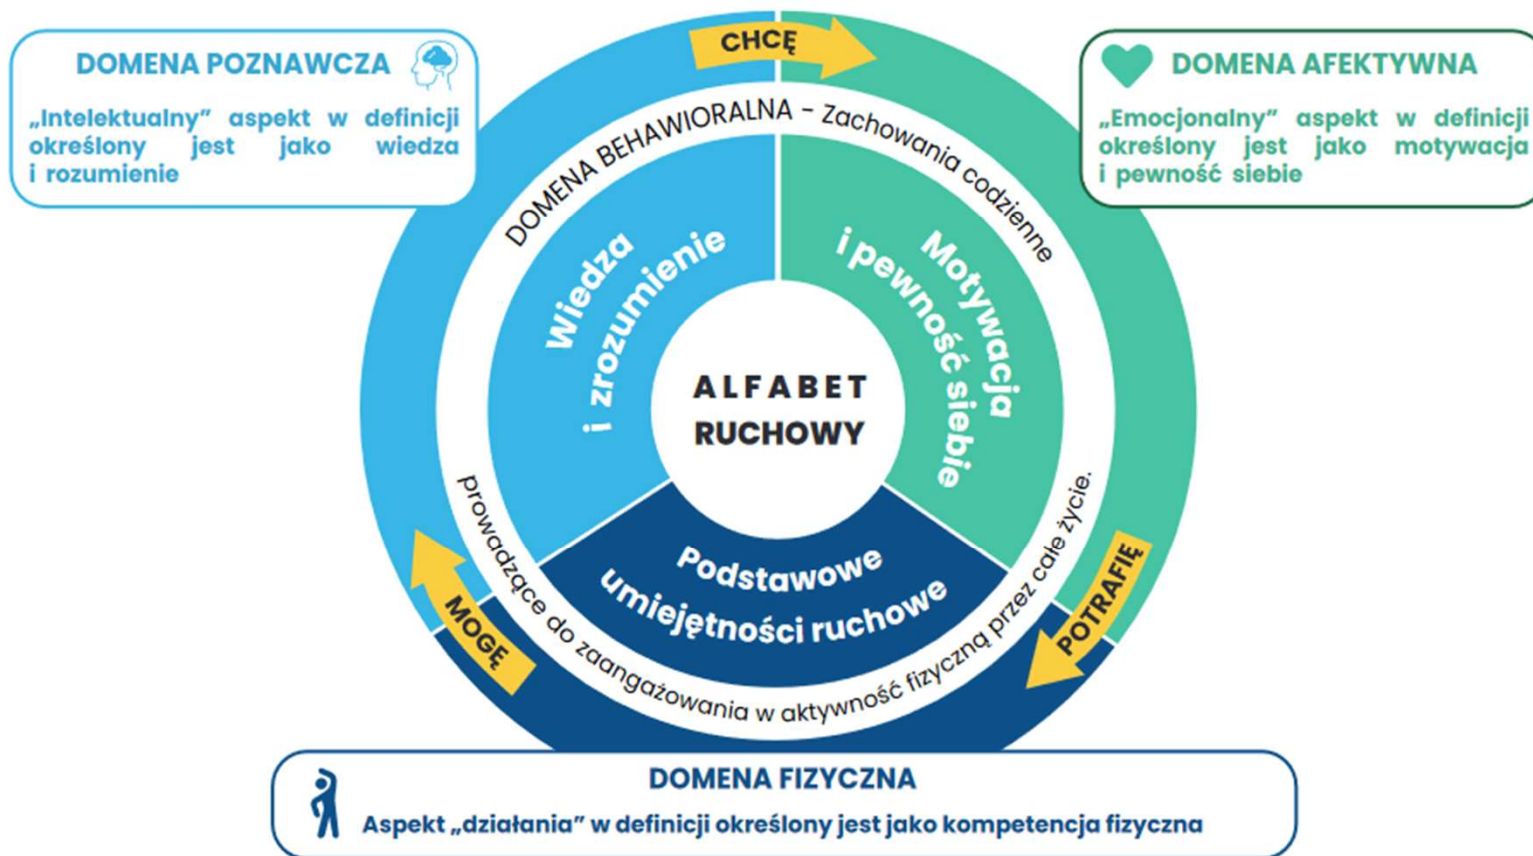 CHCĘ
DOMENA POZNAWCZA
„Intelektualny” aspekt w definicji
określony jest jako wiedza
i rozumienie
DOMENA AFEKTYWNA
„Emocjonalny” aspekt w definicji
określony jest jako motywacja
i pewność siebie
DOMENA BEHAWIORALNA – Zachowania codzienne
prowadzące do zaangażowania w aktywność fizyczną przez całe życie.
Wiedza
i zrozumienie
Motywacja
i pewność siebie
ALFABET
RUCHOWY
Podstawowe
umiejętności ruchowe
MOGĘ
POTRAFIĘ
DOMENA FIZYCZNA
Aspekt „działania” w definicji określony jest jako kompetencja fizyczna